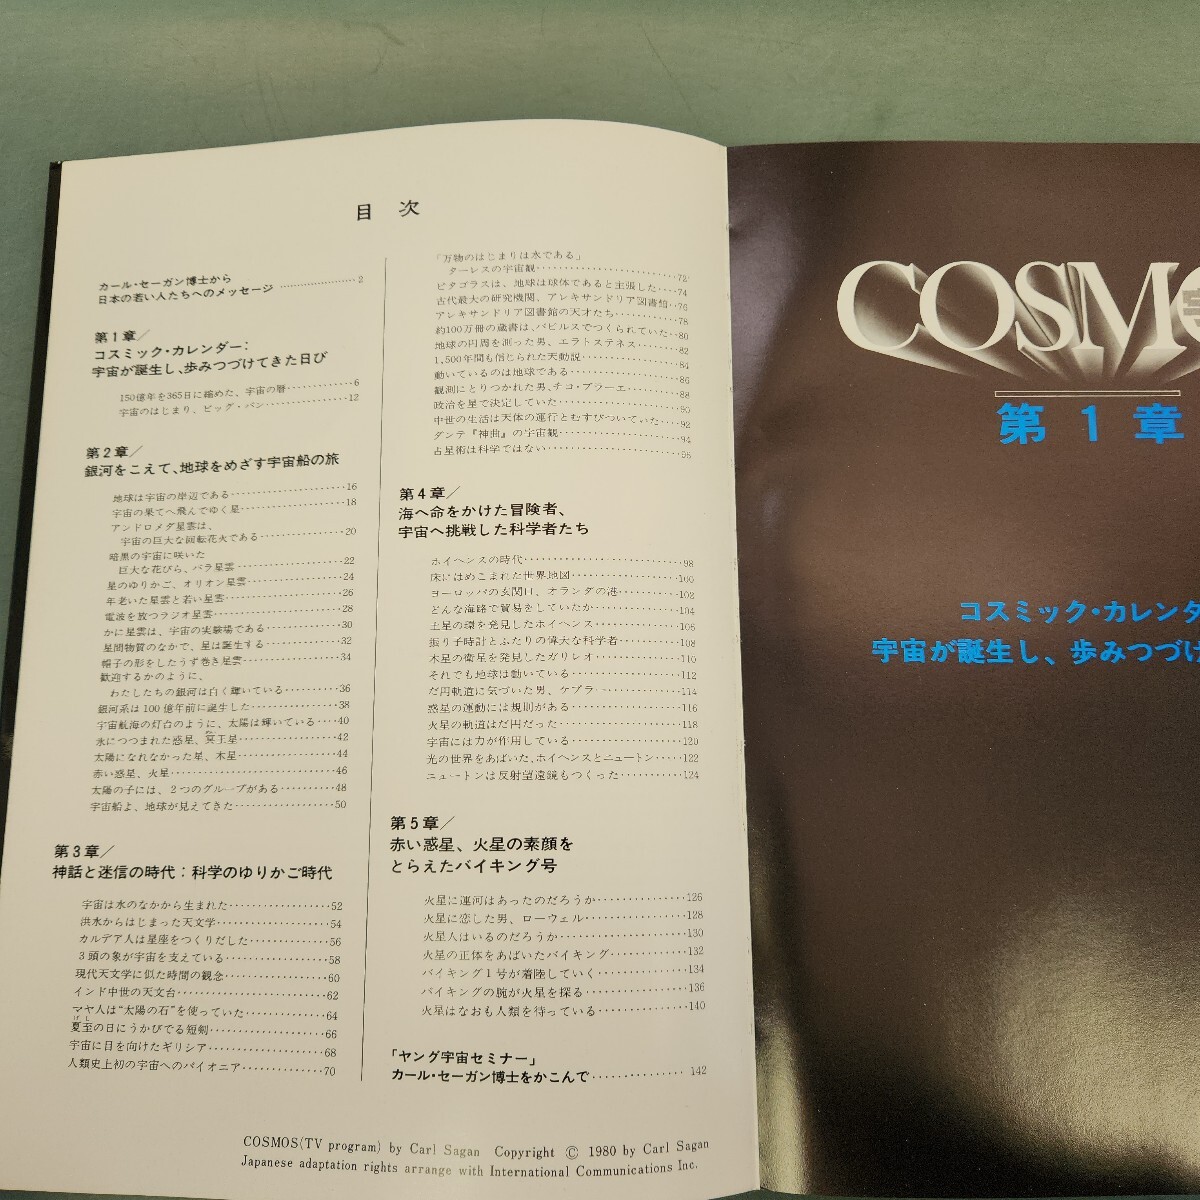 目次
カール・セーガン博士から
日本の若い人たちへのメッセージ ………………… 2
第1章／
コスミック・カレンダー:
宇宙が誕生し、歩みつづけてきた日び
150億年を365日に縮めた、宇宙の暦……………6
宇宙のはじまり、ビッグ・バン………………12
第2章／
銀河をこえて、地球をめざす宇宙船の旅
地球は宇宙の岸辺である………………16
宇宙の果てへ飛んでゆく星………………18
アンドロメダ星雲は、
宇宙の巨大な回転花火である……………20
暗黒の宇宙に咲いた
巨大な花びら、バラ星雲………………22
星のゆりかご、オリオン星雲……………24
年老いた星雲と若い星雲………………26
電波を放つラジオ星雲………………28
かに星雲は、宇宙の実験場である…………30
星間物質のなかで、星は誕生する…………32
帽子の形をしたうず巻き星雲……………34
歓迎するかのように、
わたしたちの銀河は白く輝いている………36
銀河系は100億年前に誕生した……………38
宇宙航海の灯台のように、太陽は輝いている…40
氷につつまれた惑星、冥王星……………42
太陽になれなかった星、木星……………44
赤い惑星、火星……………………46
太陽の子には、2つのグループがある………48
宇宙船よ、地球が見えてきた……………50
第3章／
神話と迷信の時代：科学のゆりかご時代
宇宙は水のなかから生まれた……………52
洪水からはじまった天文学………………54
カルデア人は星座をつくりだした…………56
3頭の象が宇宙を支えている……………58
現代天文学に似た時間の観念……………60
インド中世の天文台……………………62
マヤ人は“太陽の石”を使っていた…………64
夏至の日にうかびでる短剣………………66
宇宙に目を向けたギリシア………………68
人類史上初の宇宙へのパイオニア…………70
「万物のはじまりは水である」
ターレスの宇宙観………………72
ピタゴラスは、地球は球体であると主張した……74
古代最大の研究機関、アレキサンドリア図書館…76
アレキサンドリア図書館の天才たち…………78
約100万冊の蔵書は、パピルスでつくられていた…80
地球の円周を測った男、エラトステネス………82
1,500年間も信じられた天動説……………84
動いているのは地球である………………86
観測にとりつかれた男、チコ・ブラーエ………88
政治を星で決定していた………………90
中世の生活は天体の運行とむすびついていた……92
ダンテ『神曲』の宇宙観………………94
占星術は科学ではない………………96
第4章／
海へ命をかけた冒険者、
宇宙へ挑戦した科学者たち
ホイヘンスの時代……………………98
床にはめこまれた世界地図………………100
ヨーロッパの玄関口、オランダの港…………102
どんな海路で貿易をしていたか……………104
土星の環を発見したホイヘンス……………106
振り子時計とふたりの偉大な科学者…………108
木星の衛星を発見したガリレオ……………110
それでも地球は動いている………………112
だ円軌道に気づいた男、ケプラー……………114
惑星の運動には規則がある………………116
火星の軌道はだ円だった………………118
宇宙には力が作用している………………120
光の世界をあばいた、ホイヘンスとニュートン……122
ニュートンは反射望遠鏡もつくった…………124
第5章／
赤い惑星、火星の素顔を
とらえたバイキング号
火星に運河はあったのだろうか……………126
火星に恋した男、ローウェル……………128
火星人はいるのだろうか………………130
火星の正体をあばいたバイキング…………132
バイキング1号が着陸していく……………134
バイキングの腕が火星を探る……………136
火星はなおも人類を待っている……………140
「ヤング宇宙セミナー」
カール・セーガン博士をかこんで……………142
COSMOS(TV program) by Carl Sagan Copyright © 1980 by Carl Sagan
Japanese adaptation rights arrange with International Communications Inc.
COSMO
第1章
コスミック・カレンダ
宇宙が誕生し、歩みつづけ